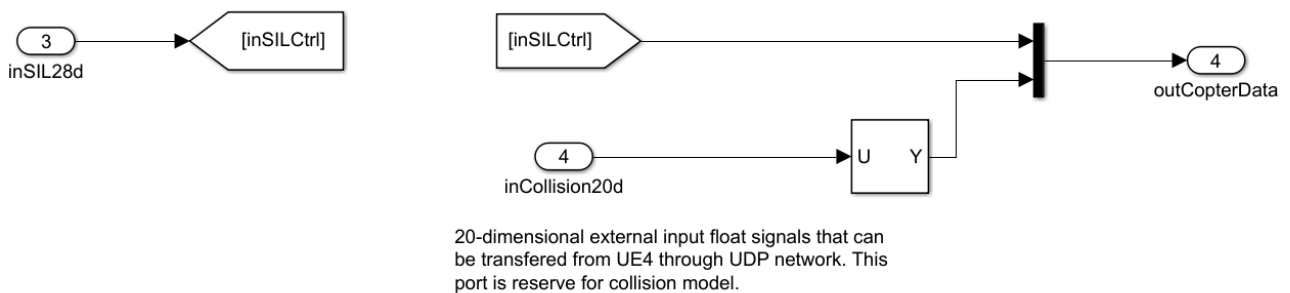 3
inSIL28d
[inSILCtrl]
[inSILCtrl]
4
outCopterData
4
inCollision20d
U Y
20-dimensional external input float signals that can
be transfered from UE4 through UDP network. This
port is reserve for collision model.